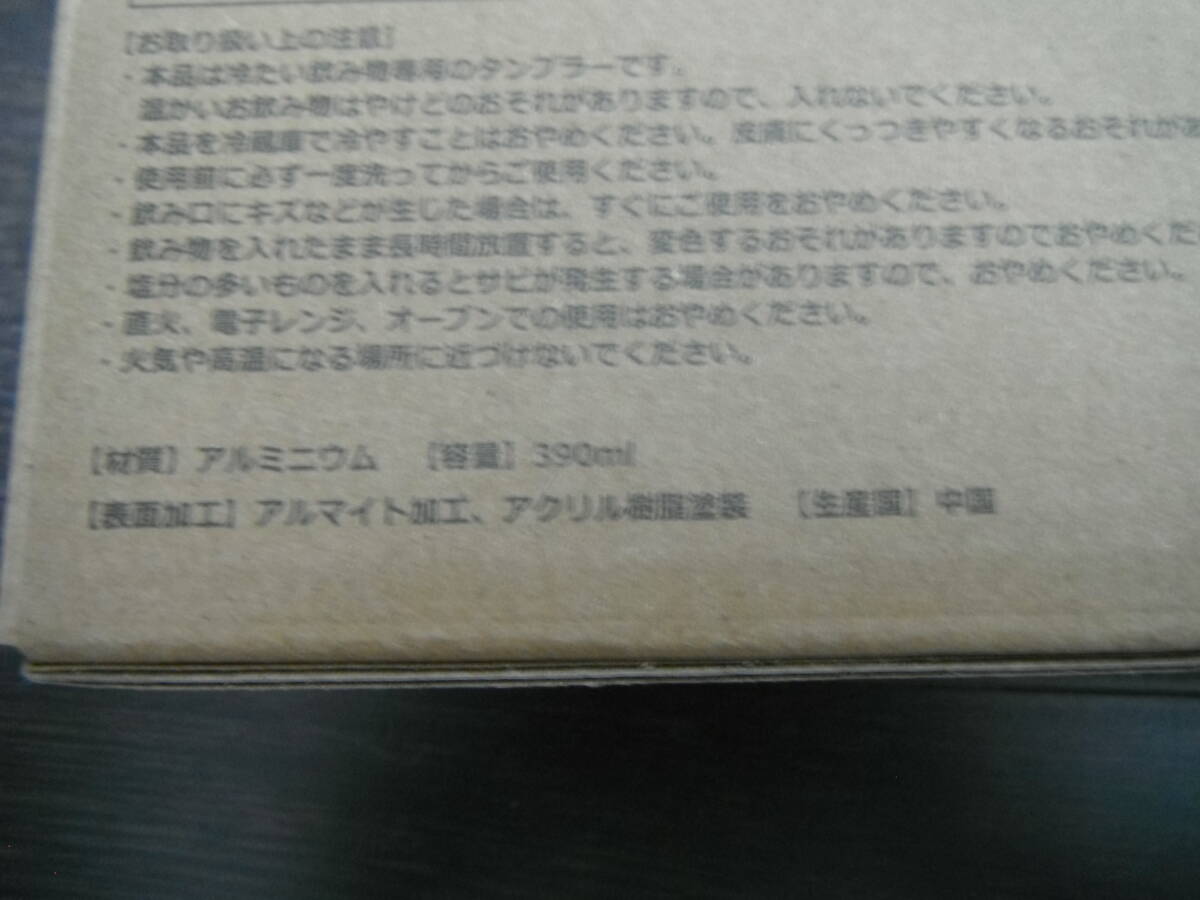 [お取り扱い上の注意]
・本品は冷たい飲み物専用のタンブラーです。
温かいお飲み物はやけどのおそれがありますので、入れないでください。
・本品を冷蔵庫で冷やすことはおやめください。皮膚にくっつきやすくなるおそれがあ
・使用前に必ず一度洗ってからご使用ください。
・飲み口にキズなどが生じた場合は、すぐにご使用をおやめください。
・飲み物を入れたまま長時間放置すると、変色するおそれがありますのでおやめくだ
・塩分の多いものを入れるとサビが発生する場合がありますので、おやめください。
・直火、電子レンジ、オーブンでの使用はおやめください。
・火気や高温になる場所に近づけないでください。
[材質] アルミニウム [容量] 390ml
[表面加工] アルマイト加工、アクリル樹脂塗装 [生産国] 中国